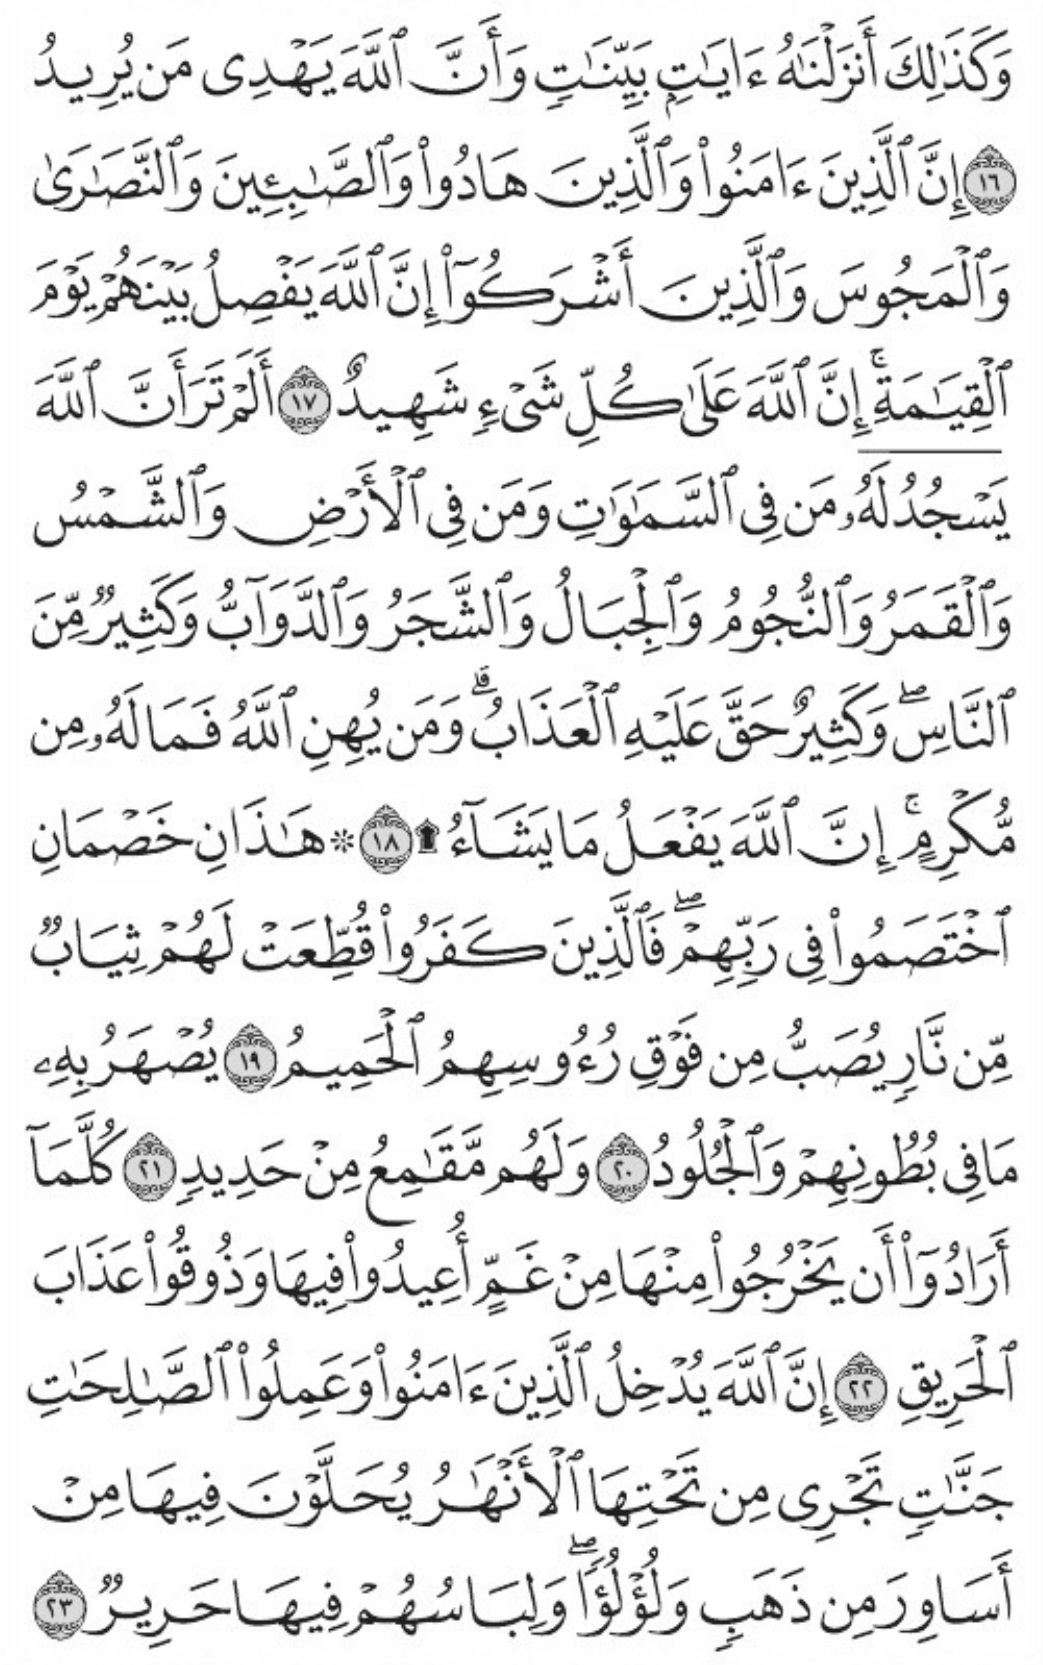 وَكَذَٰلِكَ أَنزَلْنَٰهُ ءَايَٰتٍۭ بَيِّنَٰتٍ وَأَنَّ ٱللَّهَ يَهْدِى مَن يُرِيدُ
١٦ إِنَّ ٱلَّذِينَ ءَامَنُوا۟ وَٱلَّذِينَ هَادُوا۟ وَٱلصَّٰبِـِٔينَ وَٱلنَّصَٰرَىٰ
وَٱلْمَجُوسَ وَٱلَّذِينَ أَشْرَكُوٓا۟ إِنَّ ٱللَّهَ يَفْصِلُ بَيْنَهُمْ يَوْمَ
ٱلْقِيَٰمَةِ ۚ إِنَّ ٱللَّهَ عَلَىٰ كُلِّ شَىْءٍ شَهِيدٌ ١٧ أَلَمْ تَرَ أَنَّ ٱللَّهَ
يَسْجُدُ لَهُۥ مَن فِى ٱلسَّمَٰوَٰتِ وَمَن فِى ٱلْأَرْضِ وَٱلشَّمْسُ
وَٱلْقَمَرُ وَٱلنُّجُومُ وَٱلْجِبَالُ وَٱلشَّجَرُ وَٱلدَّوَآبُّ وَكَثِيرٌ مِّنَ
ٱلنَّاسِ ۖ وَكَثِيرٌ حَقَّ عَلَيْهِ ٱلْعَذَابُ ۗ وَمَن يُهِنِ ٱللَّهُ فَمَا لَهُۥ مِن
مُّكْرِمٍ ۚ إِنَّ ٱللَّهَ يَفْعَلُ مَا يَشَآءُ ۩ ١٨ ۞ هَٰذَانِ خَصْمَانِ
ٱخْتَصَمُوا۟ فِى رَبِّهِمْ ۖ فَٱلَّذِينَ كَفَرُوا۟ قُطِّعَتْ لَهُمْ ثِيَابٌ
مِّن نَّارٍ يُصَبُّ مِن فَوْقِ رُءُوسِهِمُ ٱلْحَمِيمُ ١٩ يُصْهَرُ بِهِۦ
مَا فِى بُطُونِهِمْ وَٱلْجُلُودُ ٢٠ وَلَهُم مَّقَٰمِعُ مِنْ حَدِيدٍ ٢١ كُلَّمَآ
أَرَادُوٓا۟ أَن يَخْرُجُوا۟ مِنْهَا مِنْ غَمٍّ أُعِيدُوا۟ فِيهَا وَذُوقُوا۟ عَذَابَ
ٱلْحَرِيقِ ٢٢ إِنَّ ٱللَّهَ يُدْخِلُ ٱلَّذِينَ ءَامَنُوا۟ وَعَمِلُوا۟ ٱلصَّٰلِحَٰتِ
جَنَّٰتٍ تَجْرِى مِن تَحْتِهَا ٱلْأَنْهَٰرُ يُحَلَّوْنَ فِيهَا مِنْ
أَسَاوِرَ مِن ذَهَبٍ وَلُؤْلُؤًا ۖ وَلِبَاسُهُمْ فِيهَا حَرِيرٌ ٢٣